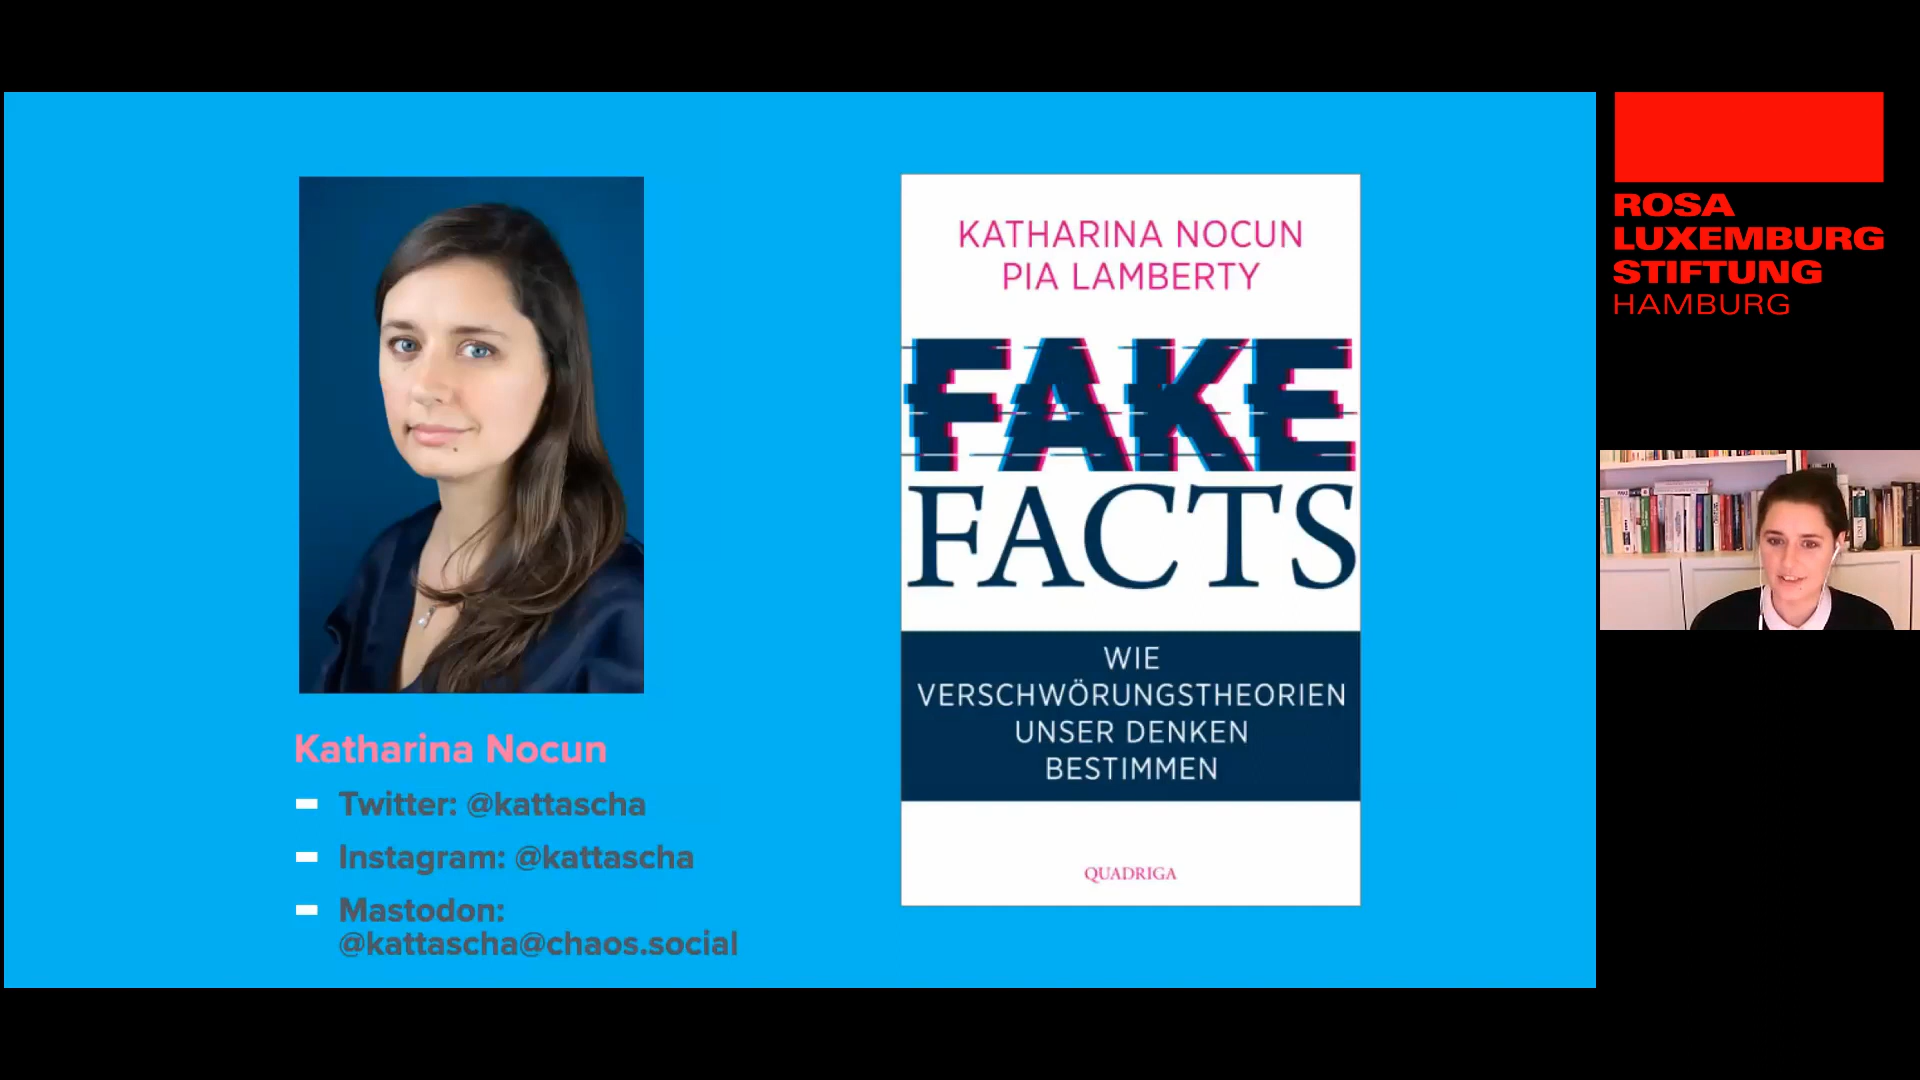 KATHARINA NOCUN
PIA LAMBERTY
FAKE
FACTS
WIE
VERSCHWÖRUNGSTHEORIEN
UNSER DENKEN
BESTIMMEN
QUADRIGA
Katharina Nocun
Twitter: @kattascha
Instagram: @kattascha
Mastodon:
@kattascha@chaos.social
ROSA
LUXEMBURG
STIFTUNG
HAMBURG